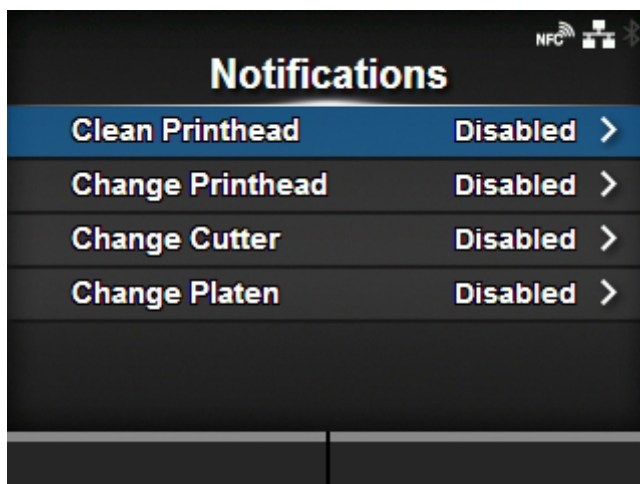 NFC
Notifications
Clean Printhead Disabled
Change Printhead Disabled
Change Cutter Disabled
Change Platen Disabled